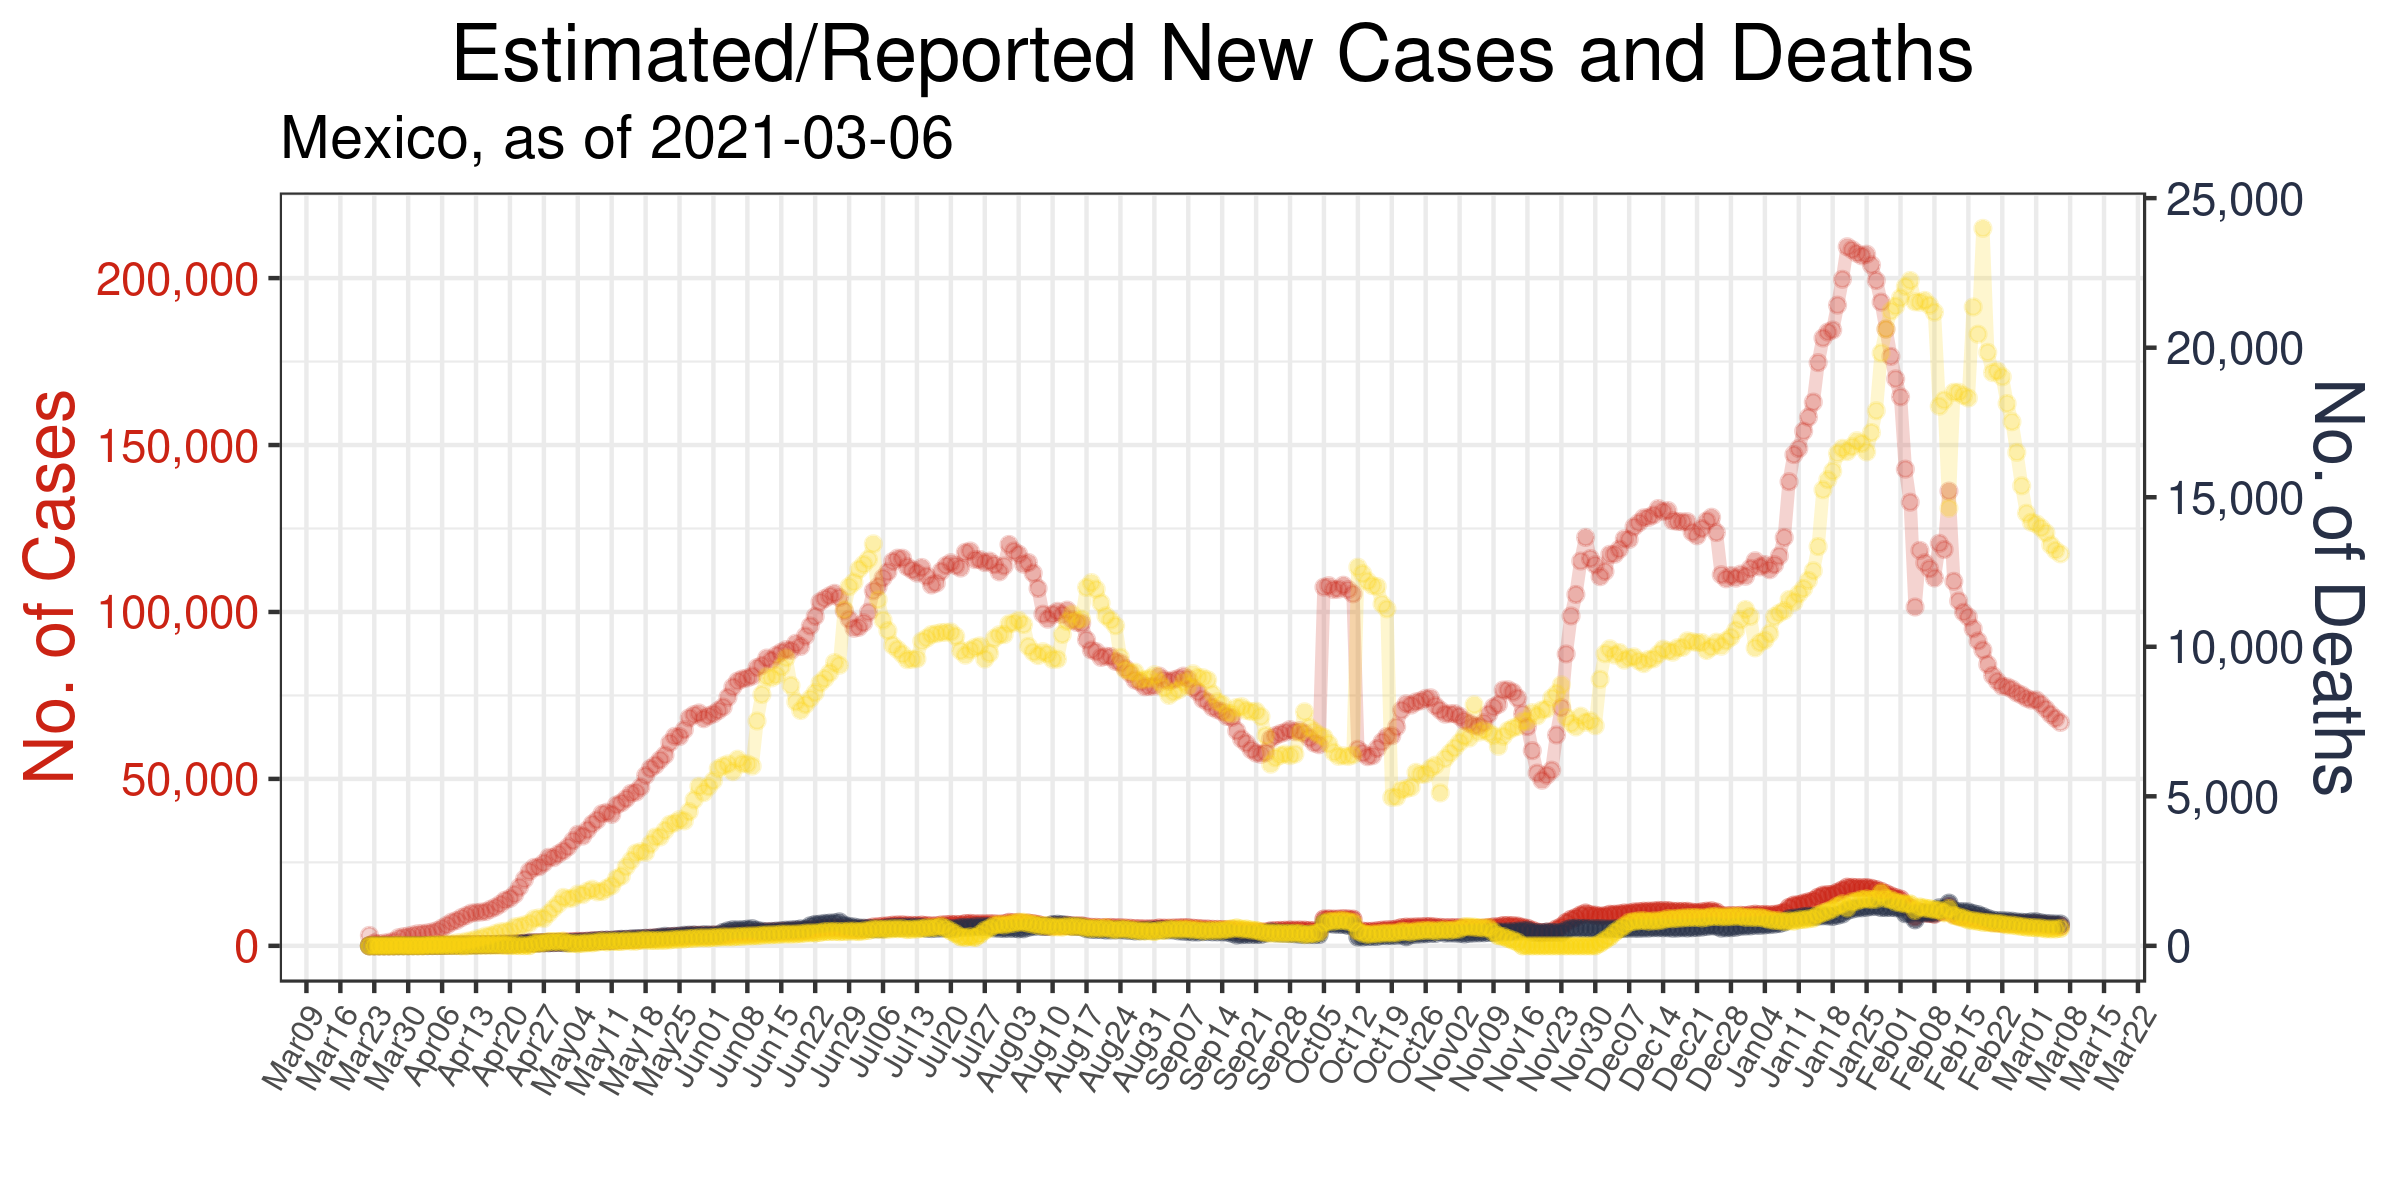 Estimated/Reported New Cases and Deaths
Mexico, as of 2021-03-06
No. of Cases
200,000
150,000
100,000
50,000
0
25,000
20,000
15,000
10,000
5,000
0
No. of Deaths
Mar09
Mar16
Mar23
Mar30
Apr06
Apr13
Apr20
Apr27
May04
May11
May18
May25
Jun01
Jun08
Jun15
Jun22
Jun29
Jul06
Jul13
Jul20
Jul27
Aug03
Aug10
Aug17
Aug24
Aug31
Sep07
Sep14
Sep21
Sep28
Oct05
Oct12
Oct19
Oct26
Nov02
Nov09
Nov16
Nov23
Nov30
Dec07
Dec14
Dec21
Dec28
Jan04
Jan11
Jan18
Jan25
Feb01
Feb08
Feb15
Feb22
Mar01
Mar08
Mar15
Mar22